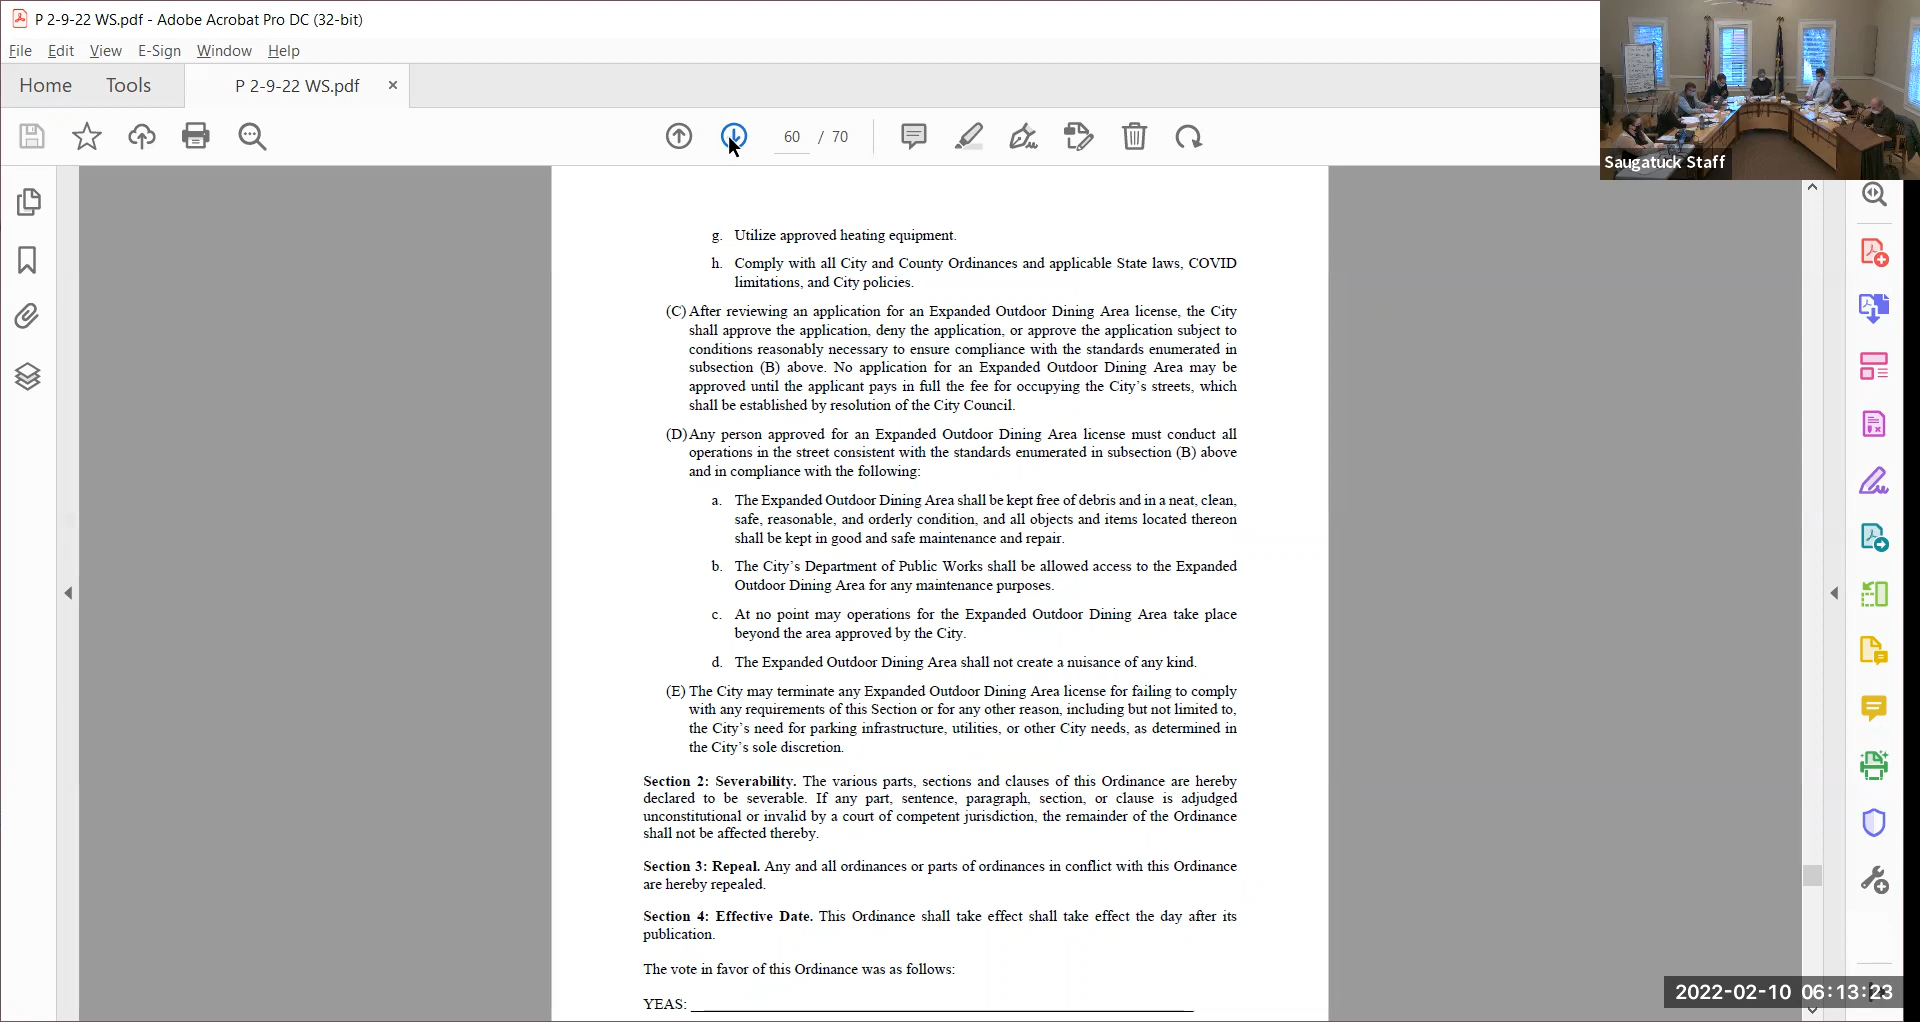 P 2-9-22 WS.pdf - Adobe Acrobat Pro DC (32-bit)
File Edit View E-Sign Window Help
Home Tools P 2-9-22 WS.pdf ×
60 / 70
Saugatuck Staff
g. Utilize approved heating equipment.
h. Comply with all City and County Ordinances and applicable State laws, COVID
limitations, and City policies.
(C) After reviewing an application for an Expanded Outdoor Dining Area license, the City
shall approve the application, deny the application, or approve the application subject to
conditions reasonably necessary to ensure compliance with the standards enumerated in
subsection (B) above. No application for an Expanded Outdoor Dining Area may be
approved until the applicant pays in full the fee for occupying the City's streets, which
shall be established by resolution of the City Council.
(D) Any person approved for an Expanded Outdoor Dining Area license must conduct all
operations in the street consistent with the standards enumerated in subsection (B) above
and in compliance with the following:
a. The Expanded Outdoor Dining Area shall be kept free of debris and in a neat, clean,
safe, reasonable, and orderly condition, and all objects and items located thereon
shall be kept in good and safe maintenance and repair.
b. The City's Department of Public Works shall be allowed access to the Expanded
Outdoor Dining Area for any maintenance purposes.
c. At no point may operations for the Expanded Outdoor Dining Area take place
beyond the area approved by the City.
d. The Expanded Outdoor Dining Area shall not create a nuisance of any kind.
(E) The City may terminate any Expanded Outdoor Dining Area license for failing to comply
with any requirements of this Section or for any other reason, including but not limited to,
the City's need for parking infrastructure, utilities, or other City needs, as determined in
the City's sole discretion.
Section 2: Severability. The various parts, sections and clauses of this Ordinance are hereby
declared to be severable. If any part, sentence, paragraph, section, or clause is adjudged
unconstitutional or invalid by a court of competent jurisdiction, the remainder of the Ordinance
shall not be affected thereby.
Section 3: Repeal. Any and all ordinances or parts of ordinances in conflict with this Ordinance
are hereby repealed.
Section 4: Effective Date. This Ordinance shall take effect shall take effect the day after its
publication.
The vote in favor of this Ordinance was as follows:
YEAS:
2022-02-10 06:13:23